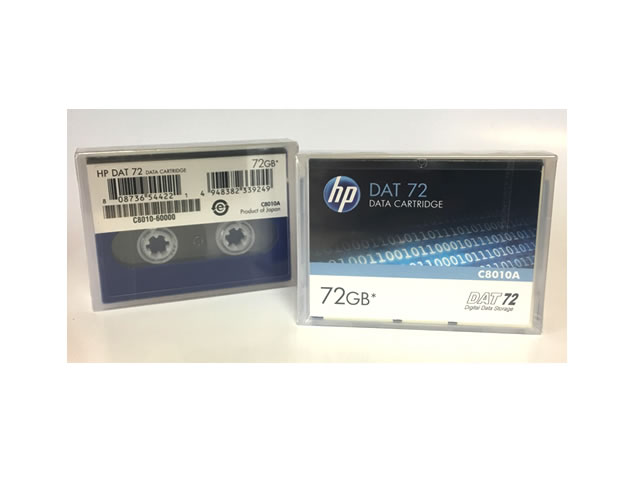 HP DAT 72 DATA CARTRIDGE
72GB*
8 08736 54422 1
4 948382 339249
C8010-60000
C8010A
Product of Japan
hp
DAT 72
DATA CARTRIDGE
C8010A
72GB*
DAT 72
Digital Data Storage